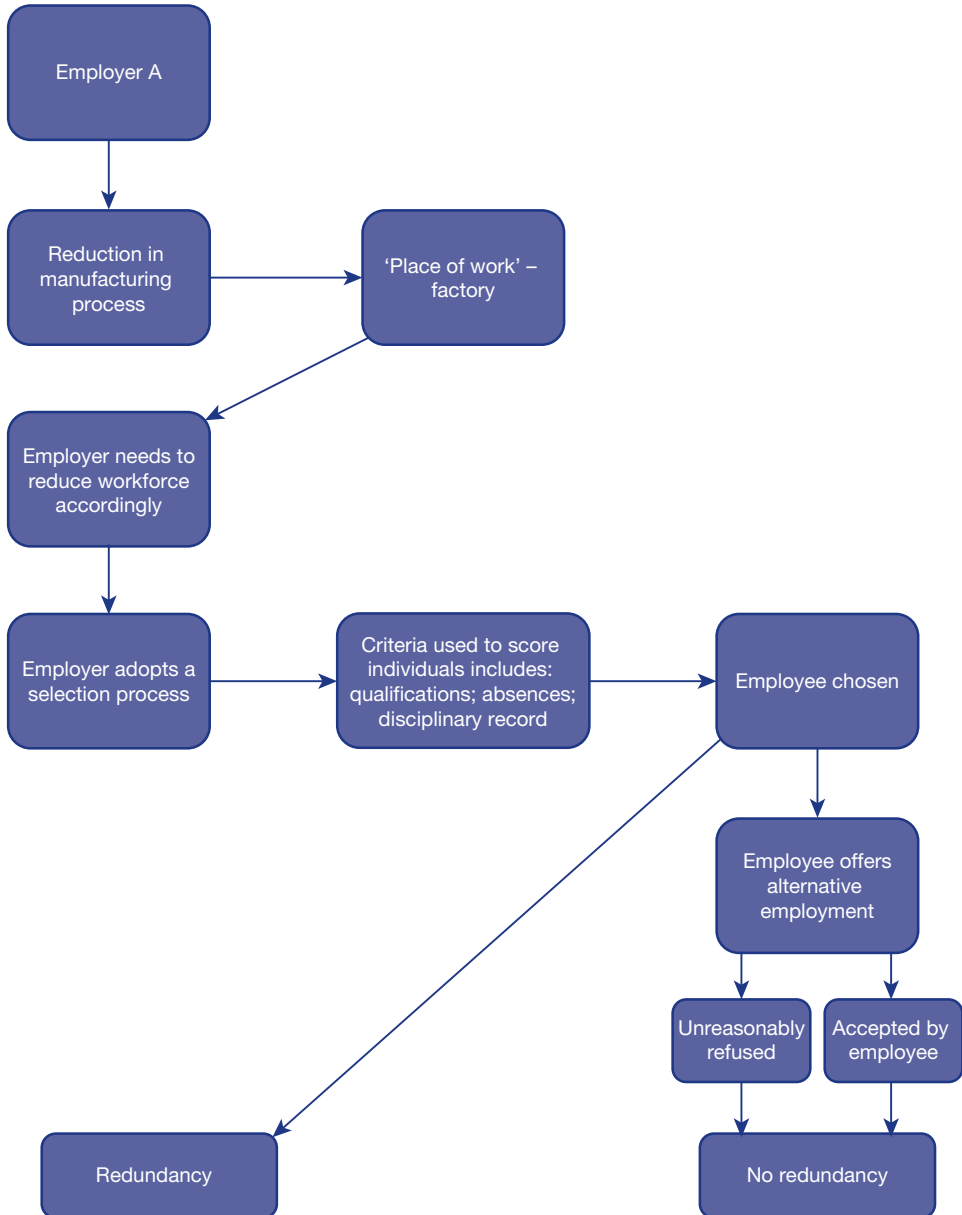 Employer A
Reduction in
manufacturing
process
‘Place of work’ –
factory
Employer needs to
reduce workforce
accordingly
Employer adopts a
selection process
Criteria used to score
individuals includes:
qualifications; absences;
disciplinary record
Employee chosen
Employee offers
alternative
employment
Unreasonably
refused
Accepted by
employee
Redundancy
No redundancy